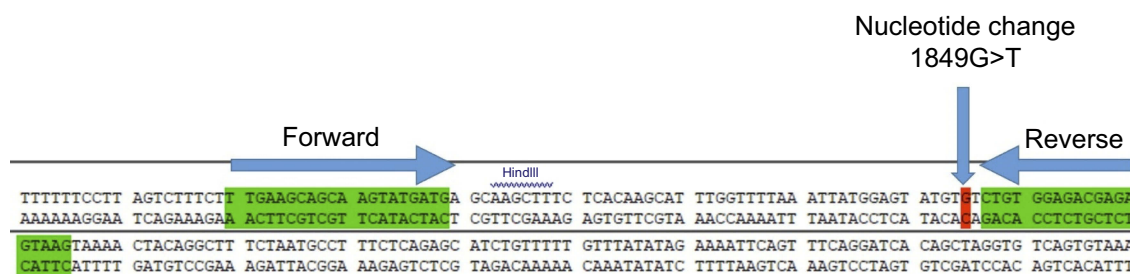 Nucleotide change
1849G>T
Forward
Reverse
HindIII
TTTTTTCCTT AGTCTTTCTT TGAAGCAGCA AGTATGATGA GCAAGCTTTC TCACAAGCAT TTGGTTTTAA ATTATGGAGT ATGTGTCTGT GGAGACGAGA
AAAAAAGGAA TCAGAAAGAA ACTTCGTCGT TCATACTACT CGTTCGAAAG AGTGTTCGTA AACCAAAATT TAATACCTCA TACACAGACA CCTCTGCTCT
GTAAGTAAAA CTACAGGCTT TCTAATGCCT TTCTCAGAGC ATCTGTTTTT GTTTATATAG AAAATTCAGT TTCAGGATCA CAGCTAGGTG TCAGTGTAAA
CATTCATTTT GATGTCCGAA AGATTACGGA AAGAGTCTCG TAGACAAAAA CAAATATATC TTTTAAGTCA AAGTCCTAGT GTCGATCCAC AGTCACATTT